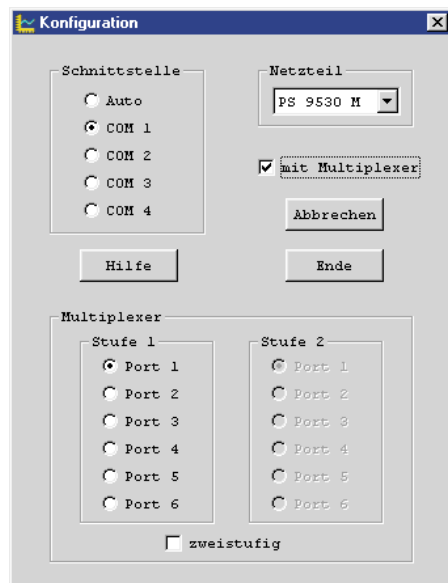 Konfiguration
Schnittstelle
Auto
COM 1
COM 2
COM 3
COM 4
Netzteil
PS 9530 M
mit Multiplexer
Abbrechen
Hilfe
Ende
Multiplexer
Stufe 1
Port 1
Port 2
Port 3
Port 4
Port 5
Port 6
Stufe 2
Port 1
Port 2
Port 3
Port 4
Port 5
Port 6
zweistufig